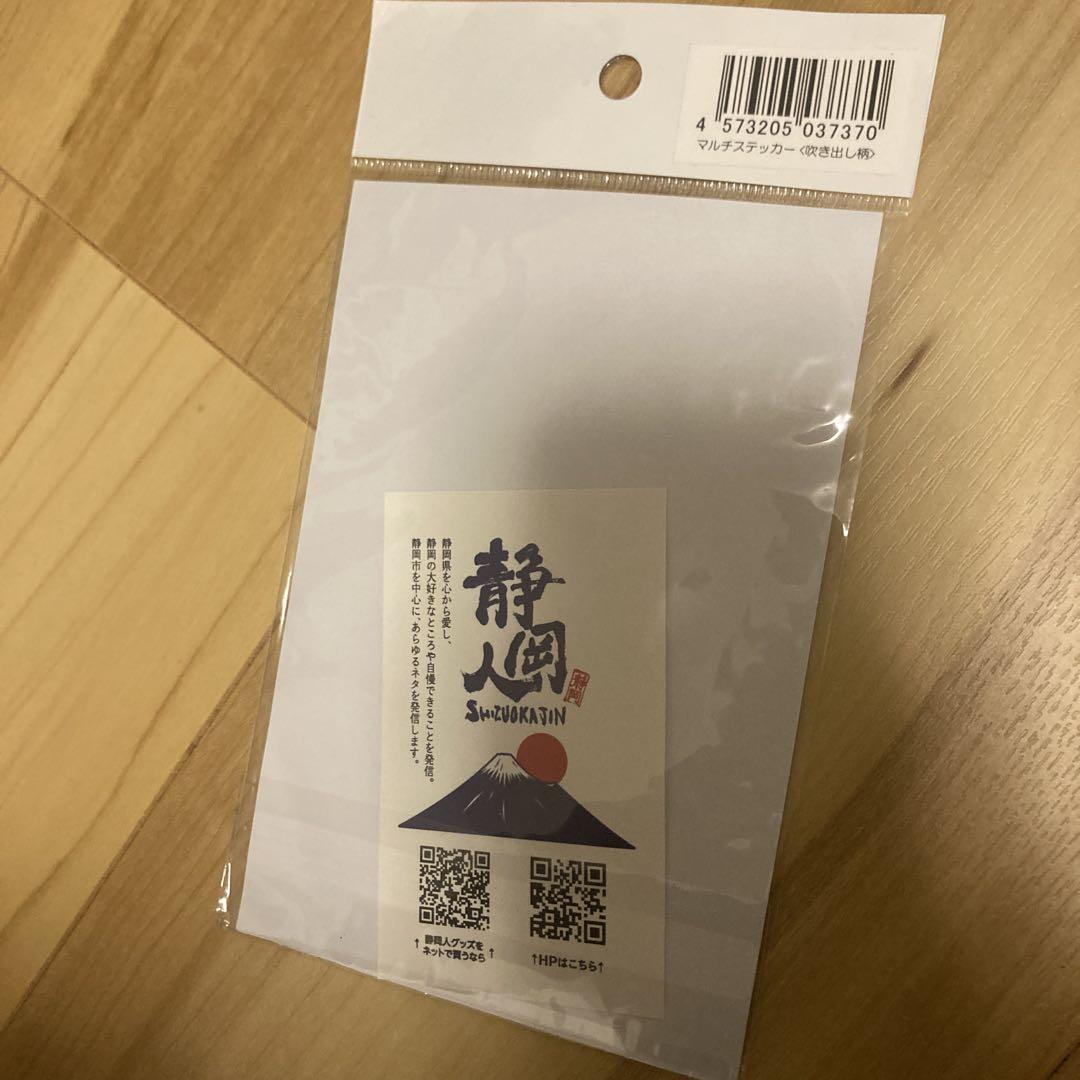 4 573205 037370
マルチステッカー〈吹き出し柄〉
静岡人
静岡
SHIZUOKAJIN
静岡県を心から愛し、
静岡の大好きなところや自慢できることを発信。
静岡市を中心に、あらゆるネタを発信します。
↑ 静岡人グッズを
ネットで買うなら ↑
↑HPはこちら↑